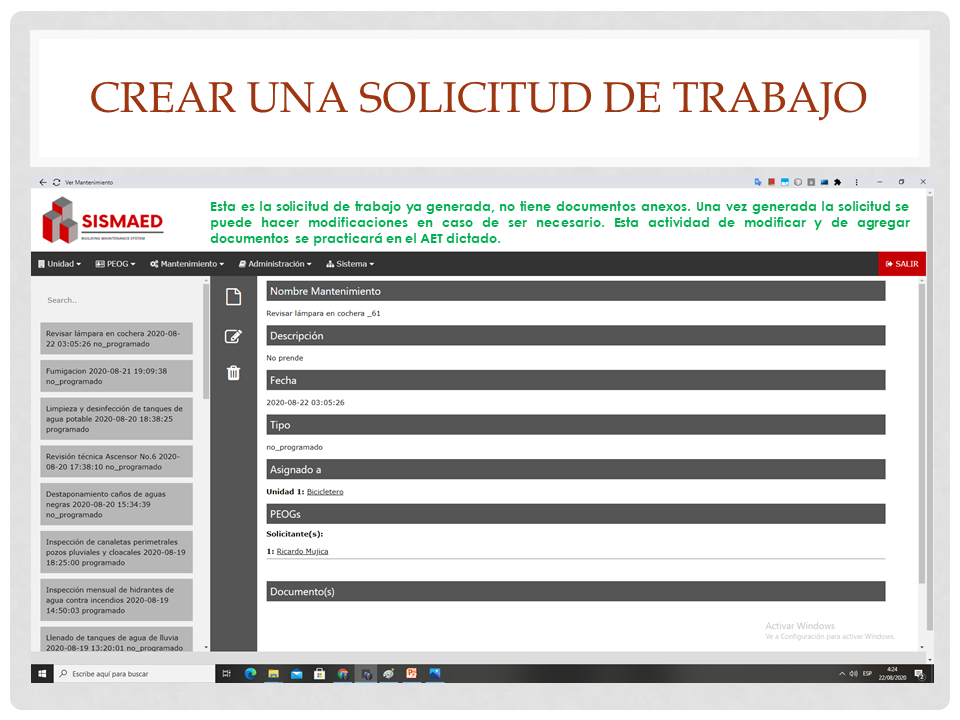 CREAR UNA SOLICITUD DE TRABAJO
Ver Mantenimiento
SISMAED
BUILDING MAINTENANCE SYSTEM
Esta es la solicitud de trabajo ya generada, no tiene documentos anexos. Una vez generada la solicitud se
puede hacer modificaciones en caso de ser necesario. Esta actividad de modificar y de agregar
documentos se practicará en el AET dictado.
Unidad PEOG Mantenimiento Administración Sistema SALIR
Search..
Revisar lámpara en cochera 2020-08-
22 03:05:26 no_programado
Fumigacion 2020-08-21 19:09:38
no_programado
Limpieza y desinfección de tanques de
agua potable 2020-08-20 18:38:25
programado
Revisión técnica Ascensor No.6 2020-
08-20 17:38:10 no_programado
Destaponamiento caños de aguas
negras 2020-08-20 15:34:39
no_programado
Inspección de canaletas perimetrales
pozos pluviales y cloacales 2020-08-19
18:25:00 programado
Inspección mensual de hidrantes de
agua contra incendios 2020-08-19
14:50:03 programado
Llenado de tanques de agua de lluvia
2020-08-19 13:20:01 no_programado
Nombre Mantenimiento
Revisar lámpara en cochera _61
Descripción
No prende
Fecha
2020-08-22 03:05:26
Tipo
no_programado
Asignado a
Unidad 1: Bicicletero
PEOGs
Solicitante(s):
1: Ricardo Mujica
Documento(s)
Activar Windows
Ve a Configuración para activar Windows.
Escribe aquí para buscar
ESP
4:24
22/08/2020